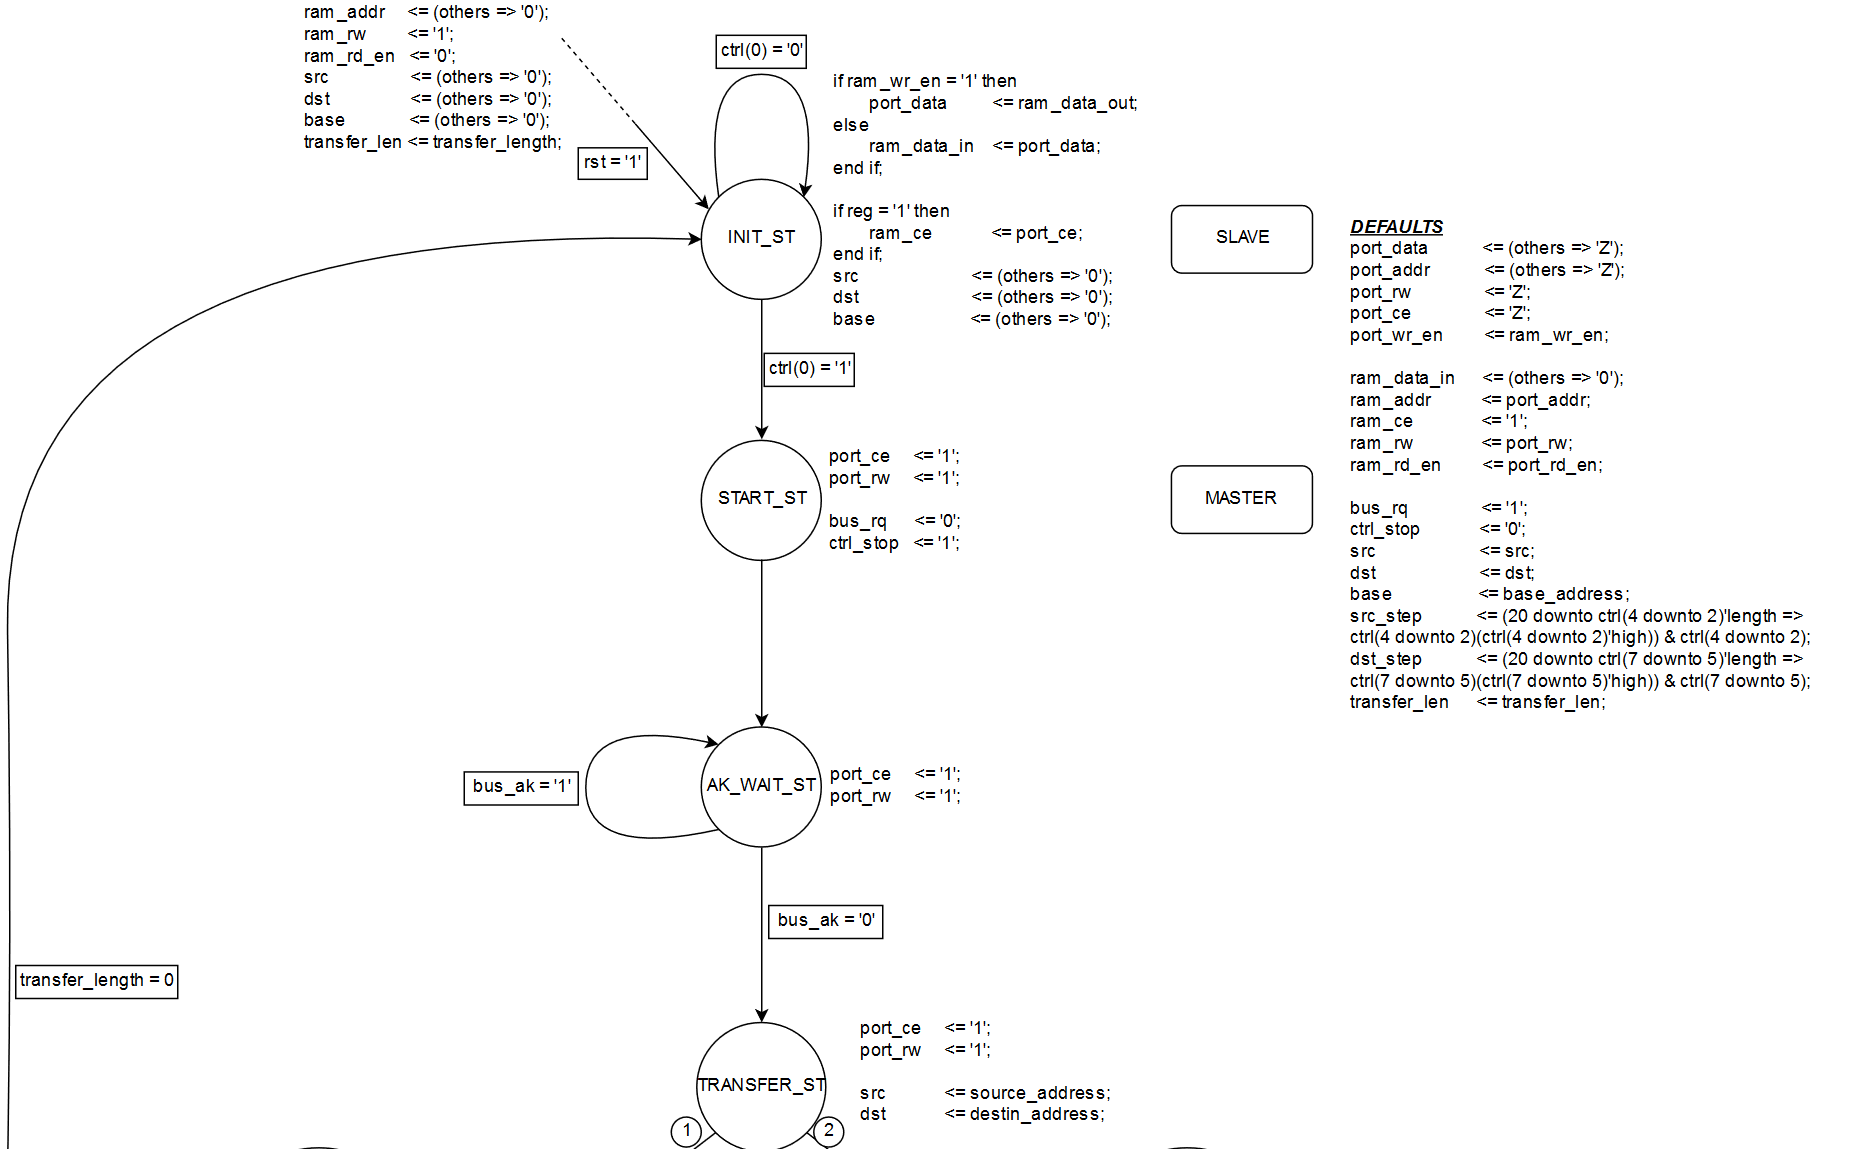 ram_addr <= (others => '0');
ram_rw <= '1';
ram_rd_en <= '0';
src <= (others => '0');
dst <= (others => '0');
base <= (others => '0');
transfer_len <= transfer_length;
rst = '1'
ctrl(0) = '0'
if ram_wr_en = '1' then
port_data <= ram_data_out;
else
ram_data_in <= port_data;
end if;
if reg = '1' then
ram_ce <= port_ce;
end if;
src <= (others => '0');
dst <= (others => '0');
base <= (others => '0');
INIT_ST
SLAVE
ctrl(0) = '1'
START_ST
port_ce <= '1';
port_rw <= '1';
bus_rq <= '0';
ctrl_stop <= '1';
MASTER
DEFAULTS
port_data <= (others => 'Z');
port_addr <= (others => 'Z');
port_rw <= 'Z';
port_ce <= 'Z';
port_wr_en <= ram_wr_en;
ram_data_in <= (others => '0');
ram_addr <= port_addr;
ram_ce <= '1';
ram_rw <= port_rw;
ram_rd_en <= port_rd_en;
bus_rq <= '1';
ctrl_stop <= '0';
src <= src;
dst <= dst;
base <= base_address;
src_step <= (20 downto ctrl(4 downto 2)'length =>
ctrl(4 downto 2)(ctrl(4 downto 2)'high)) & ctrl(4 downto 2);
dst_step <= (20 downto ctrl(7 downto 5)'length =>
ctrl(7 downto 5)(ctrl(7 downto 5)'high)) & ctrl(7 downto 5);
transfer_len <= transfer_len;
bus_ak = '1'
AK_WAIT_ST
port_ce <= '1';
port_rw <= '1';
bus_ak = '0'
transfer_length = 0
TRANSFER_ST
port_ce <= '1';
port_rw <= '1';
src <= source_address;
dst <= destin_address;
1
2